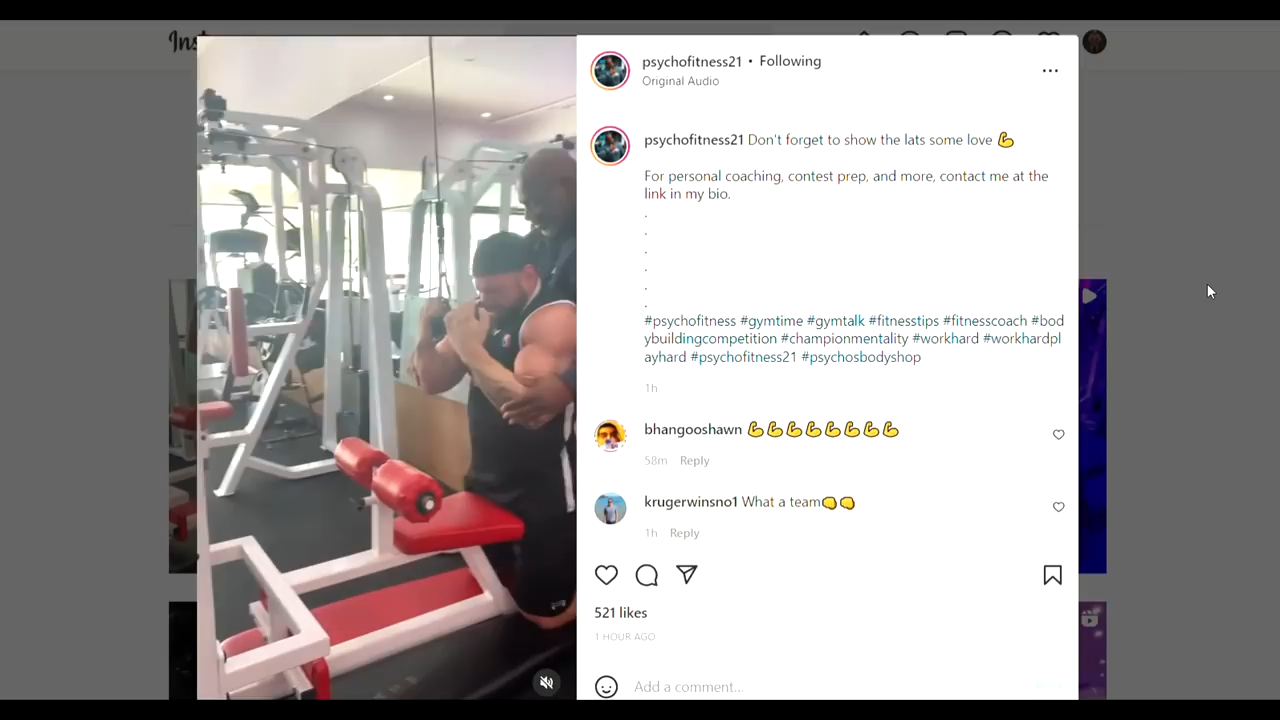 Inst
psychofitness21 • Following
Original Audio
psychofitness21 Don't forget to show the lats some love 💪
For personal coaching, contest prep, and more, contact me at the
link in my bio.
.
.
.
.
.
.
#psychofitness #gymtime #gymtalk #fitnesstips #fitnesscoach #bod
ybuildingcompetition #championmentality #workhard #workhardpl
ayhard #psychofitness21 #psychosbodyshop
1h
bhangooshawn 💪💪💪💪💪💪💪💪
58m Reply
krugerwinsno1 What a team👊👊
1h Reply
521 likes
1 HOUR AGO
Add a comment...